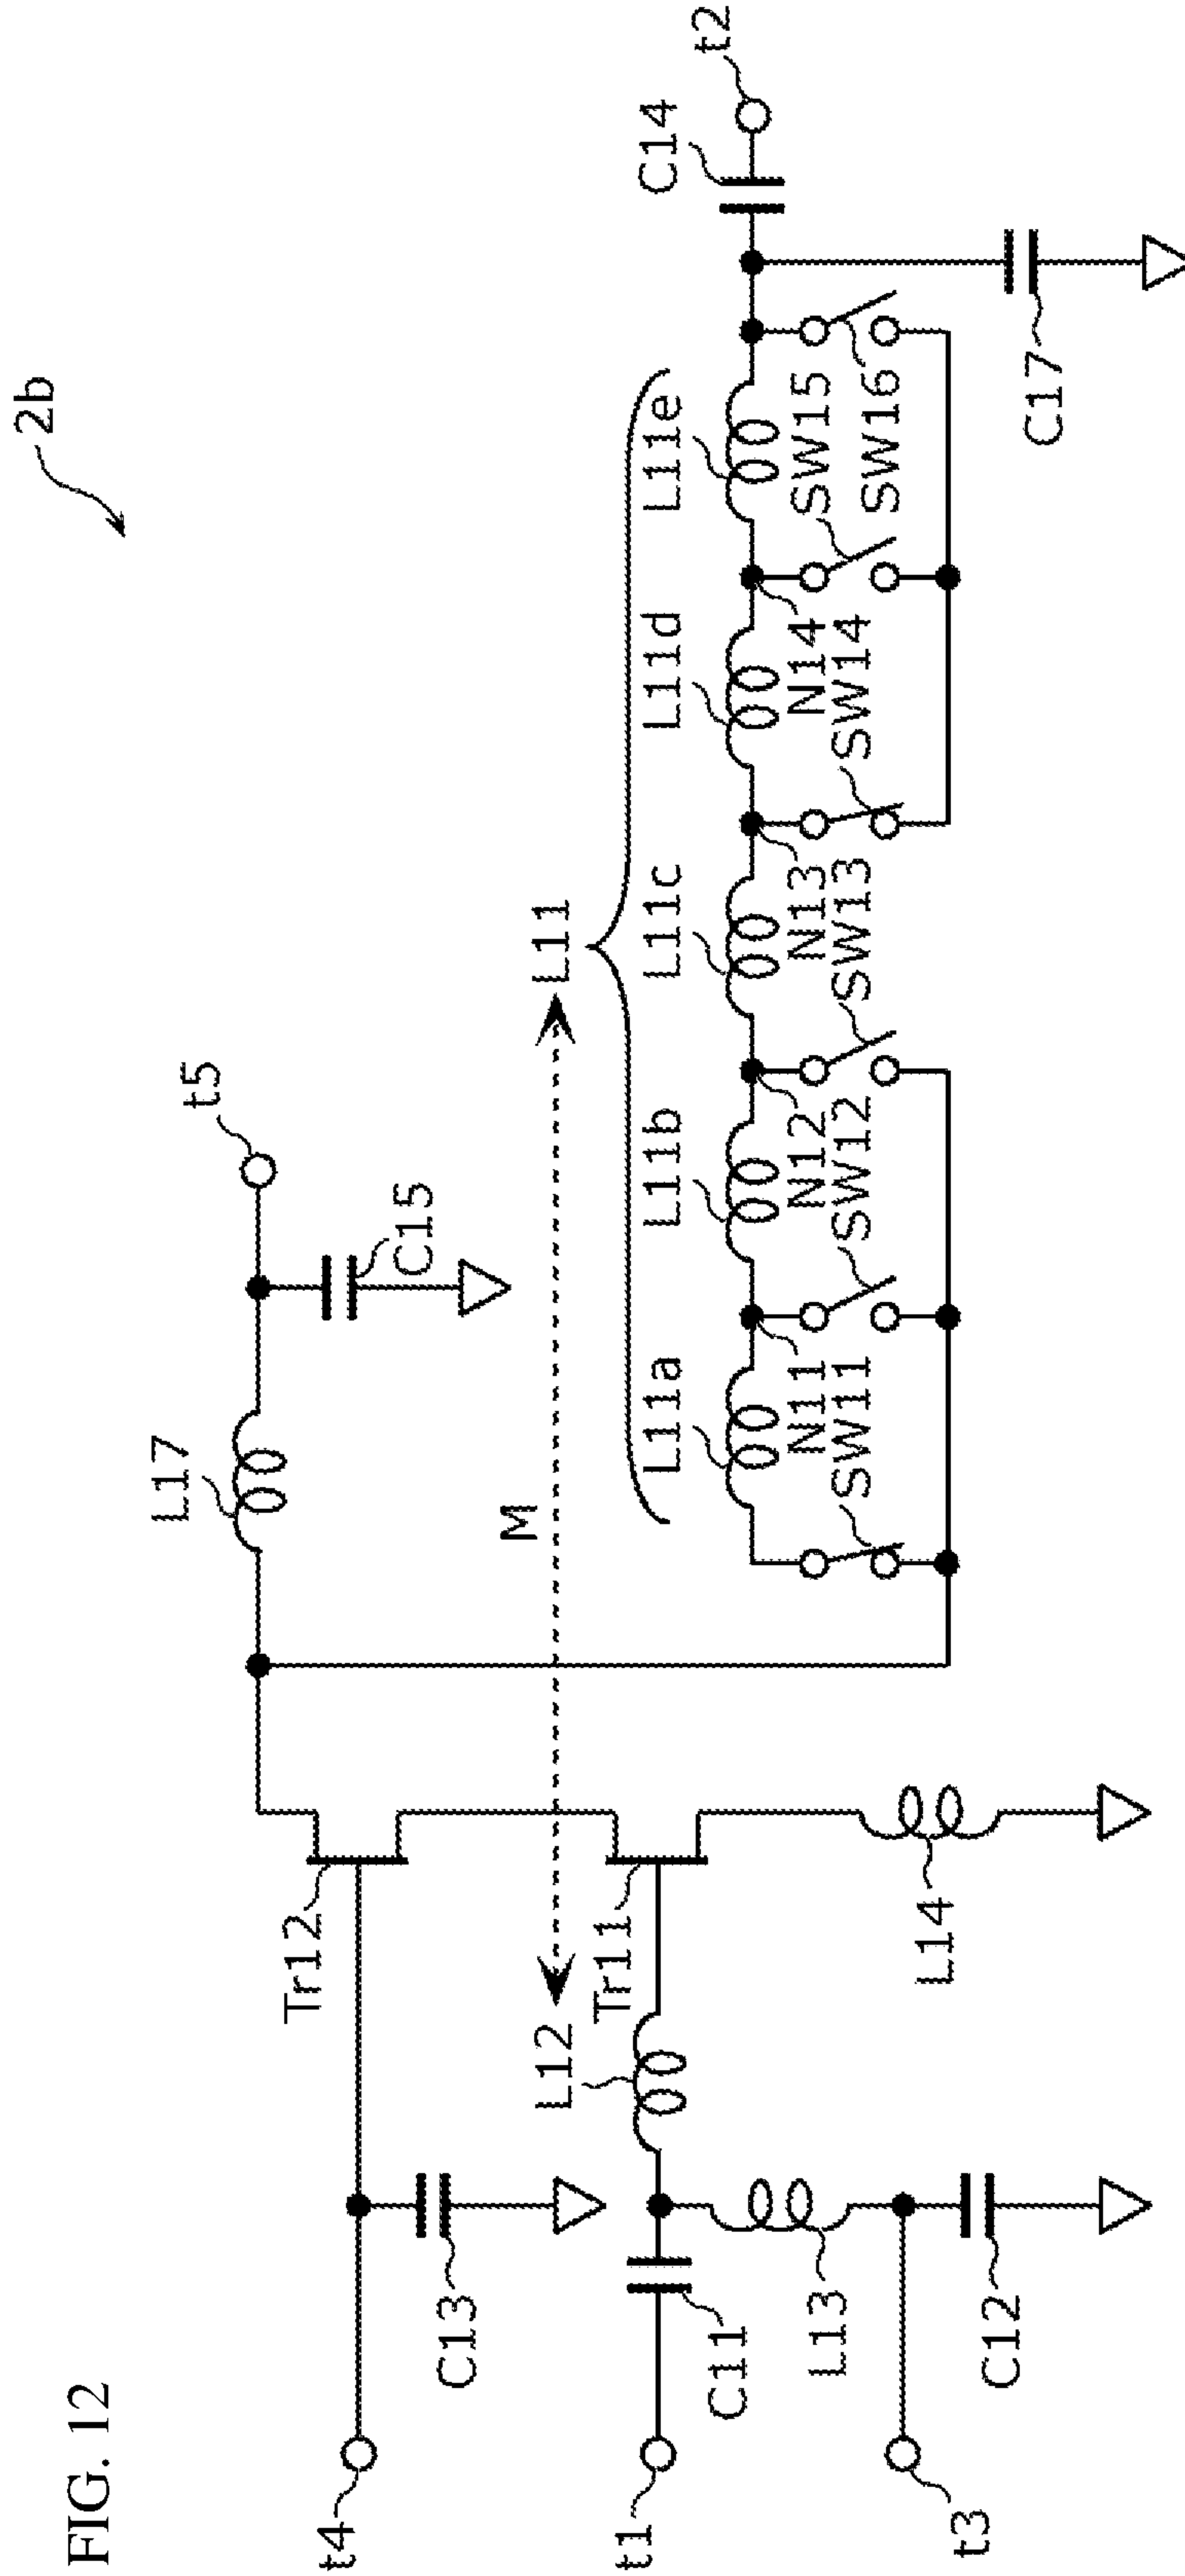 FIG. 12
2b
t4
C13
Tr12
L17
t5
C15
t1
C11
L12
Tr11
M
L11
L13
t3
C12
L14
L11a
L11b
L11c
L11d
L11e
C14
t2
N11
N12
N13
N14
SW11
SW12
SW13
SW14
SW15
SW16
C17